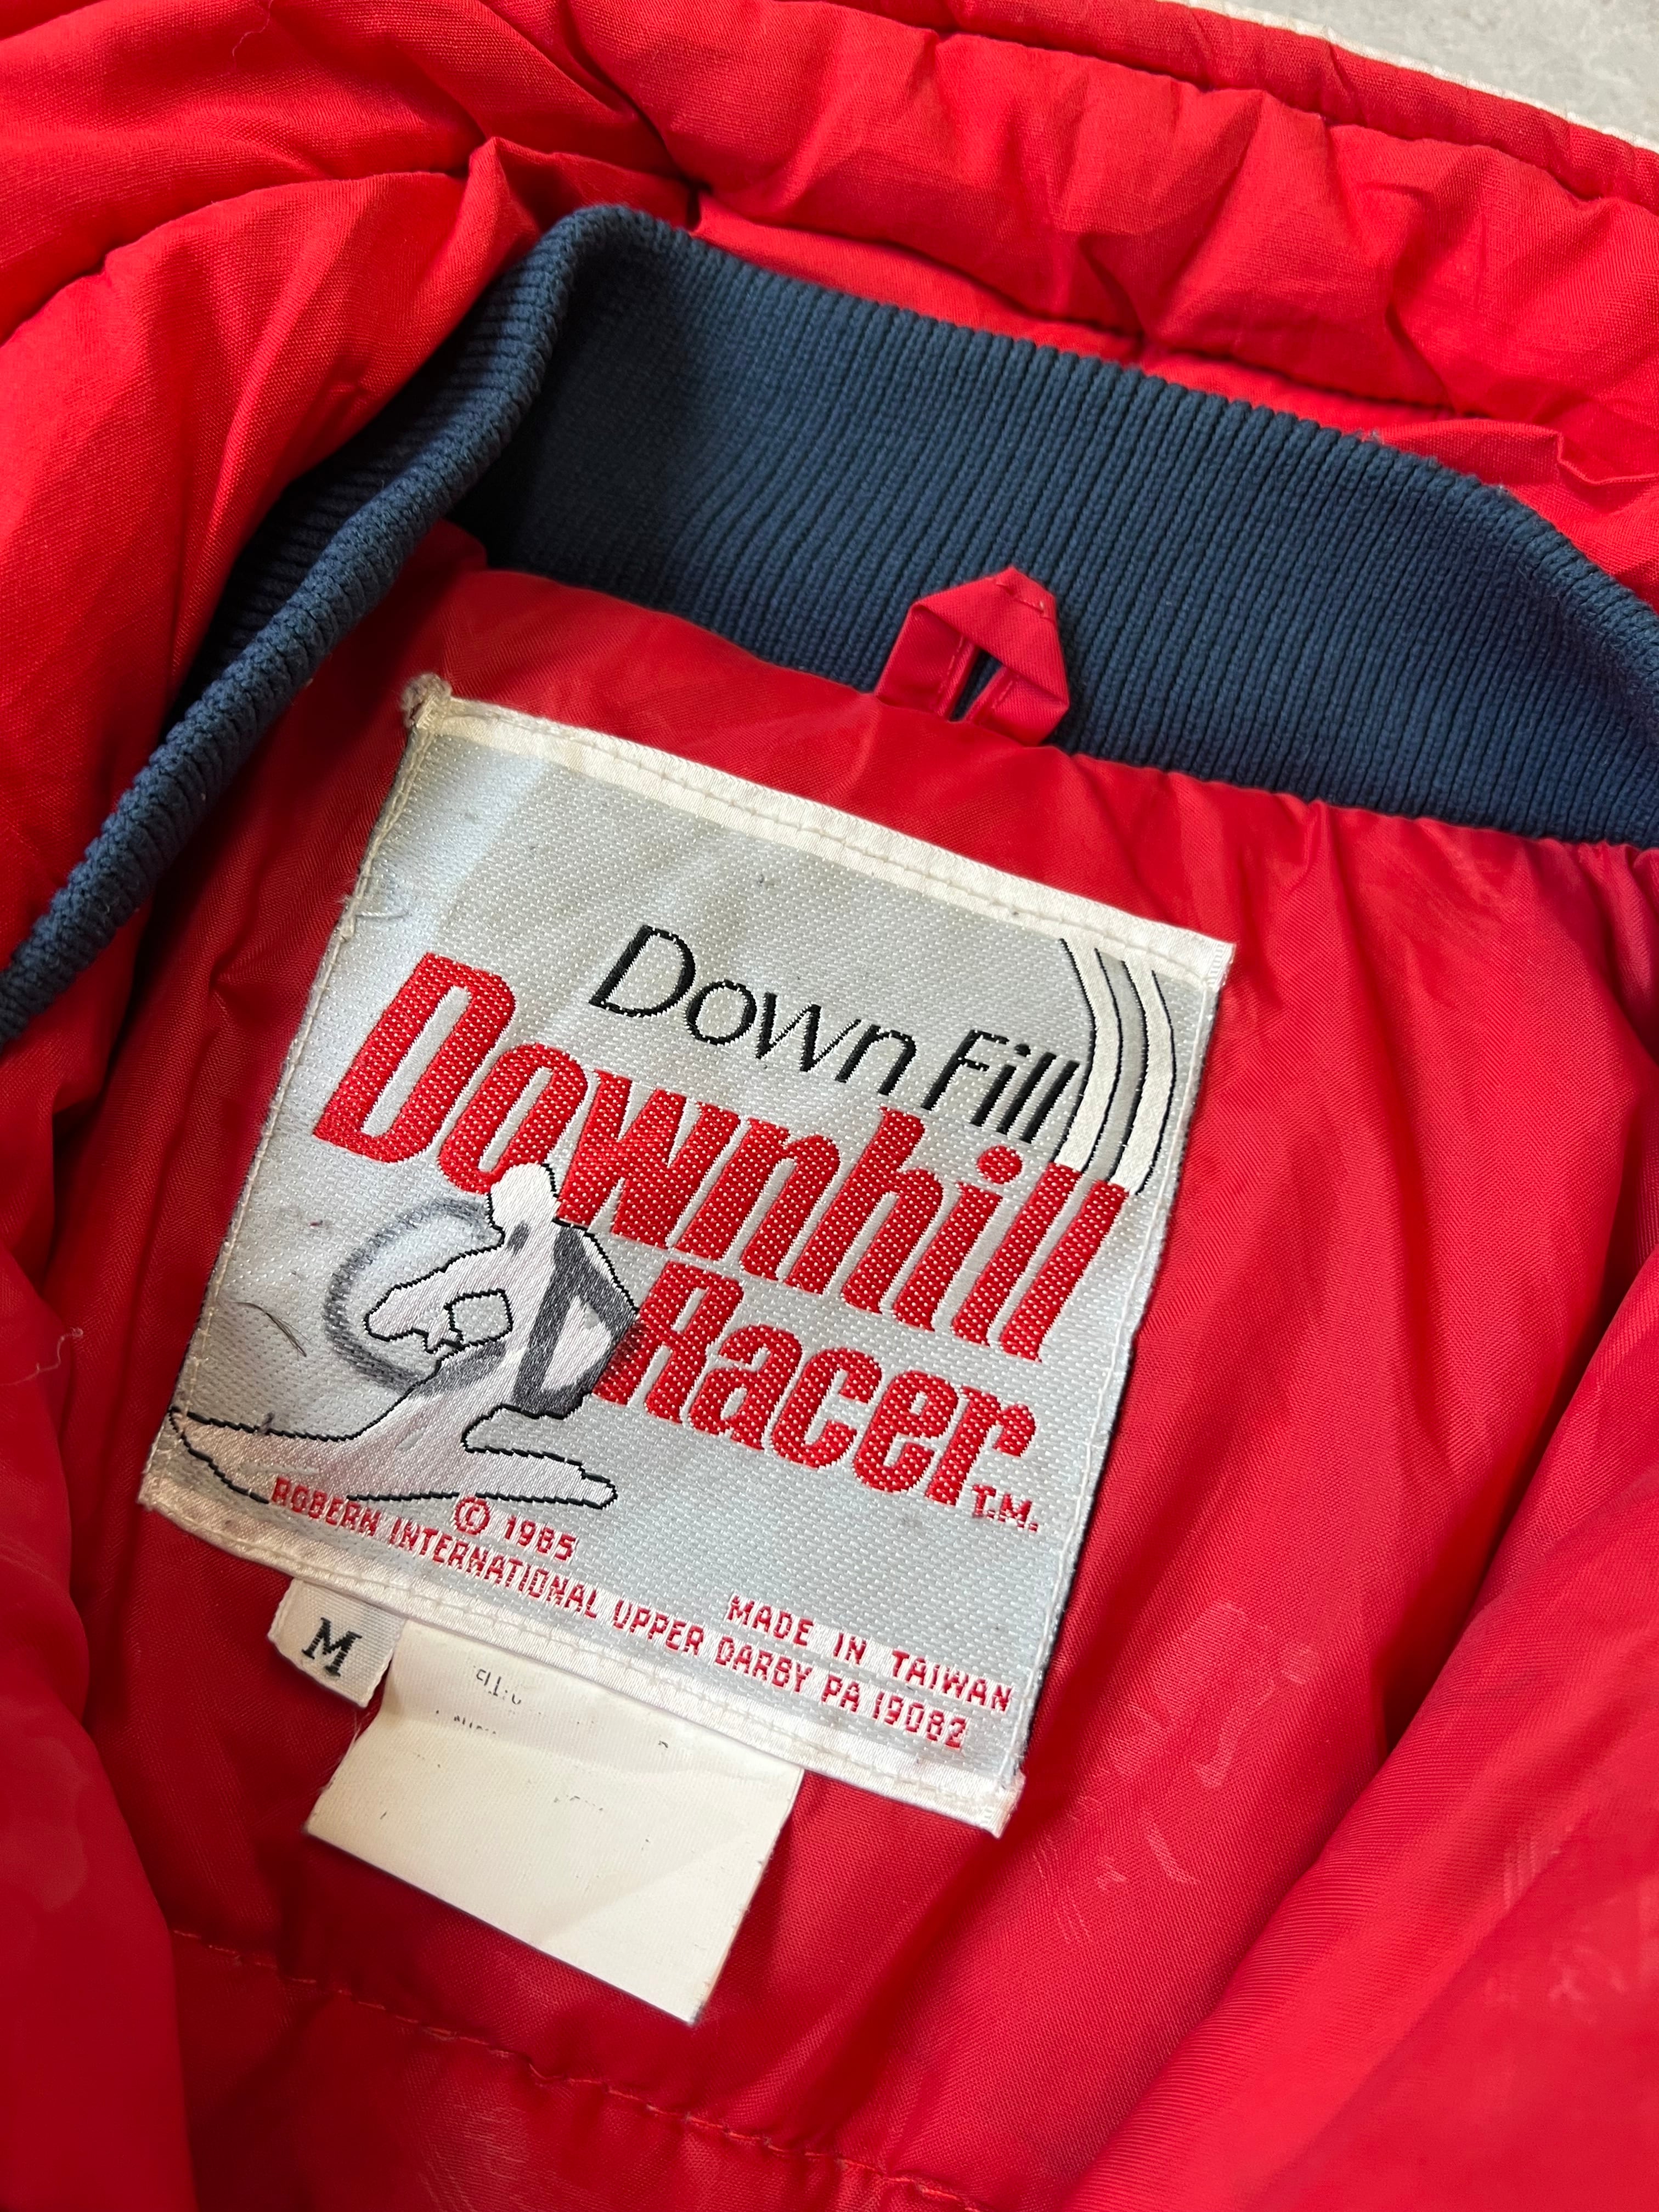 Down Fill
Downhill
Racer T.M.
© 1985
ROBERN INTERNATIONAL UPPER DARBY PA 19082
MADE IN TAIWAN
M